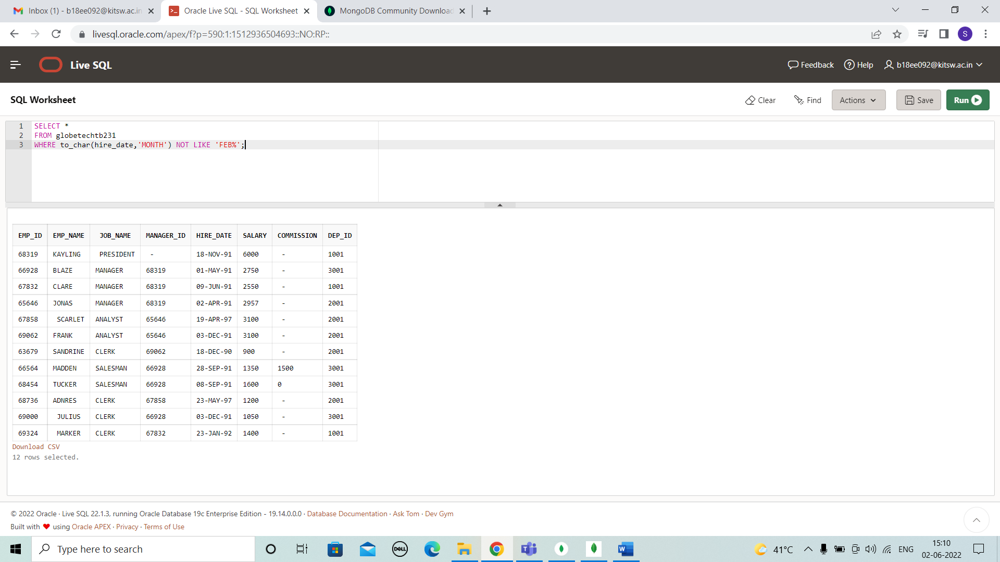 Inbox (1) - b18ee092@kitsw.ac.in
Oracle Live SQL - SQL Worksheet
MongoDB Community Download
livesql.oracle.com/apex/f?p=590:1:1512936504693::NO:RP::
S
Live SQL
Feedback
Help
b18ee092@kitsw.ac.in
SQL Worksheet
Clear
Find
Actions
Save
Run
1 SELECT *
2 FROM globetechtb231
3 WHERE to_char(hire_date,'MONTH') NOT LIKE 'FEB%';
EMP_ID EMP_NAME JOB_NAME MANAGER_ID HIRE_DATE SALARY COMMISSION DEP_ID
68319 KAYLING PRESIDENT - 18-NOV-91 6000 - 1001
66928 BLAZE MANAGER 68319 01-MAY-91 2750 - 3001
67832 CLARE MANAGER 68319 09-JUN-91 2550 - 1001
65646 JONAS MANAGER 68319 02-APR-91 2957 - 2001
67858 SCARLET ANALYST 65646 19-APR-97 3100 - 2001
69062 FRANK ANALYST 65646 03-DEC-91 3100 - 2001
63679 SANDRINE CLERK 69062 18-DEC-90 900 - 2001
66564 MADDEN SALESMAN 66928 28-SEP-91 1350 1500 3001
68454 TUCKER SALESMAN 66928 08-SEP-91 1600 0 3001
68736 ADNRES CLERK 67858 23-MAY-97 1200 - 2001
69000 JULIUS CLERK 66928 03-DEC-91 1050 - 3001
69324 MARKER CLERK 67832 23-JAN-92 1400 - 1001
Download CSV
12 rows selected.
© 2022 Oracle · Live SQL 22.1.3, running Oracle Database 19c Enterprise Edition - 19.14.0.0.0 · Database Documentation · Ask Tom · Dev Gym
Built with ♥ using Oracle APEX · Privacy · Terms of Use
Type here to search
DELL
41°C
ENG
15:10
02-06-2022